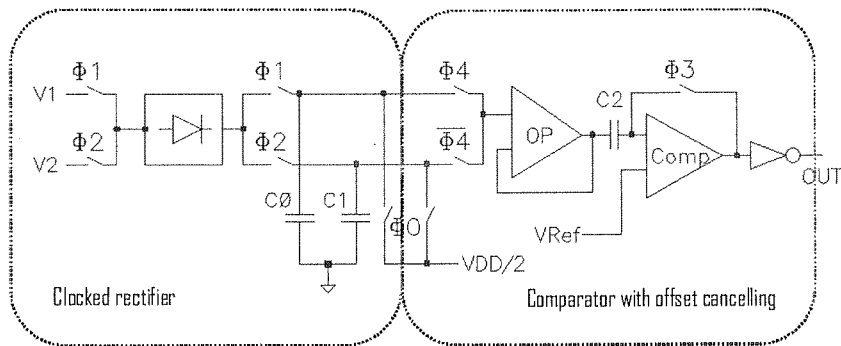 Φ1 Φ1 Φ4 Φ3
V1
C2
Φ2 Φ2 Φ4 OP Comp
V2
OUT
CØ C1 Φ0 VRef
VDD/2
Clocked rectifier Comparator with offset cancelling